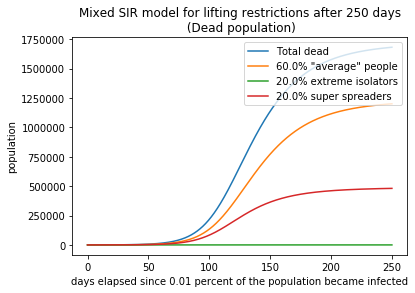 Mixed SIR model for lifting restrictions after 250 days
(Dead population)
1750000
1500000
1250000
1000000
750000
500000
250000
0
population
Total dead
60.0% "average" people
20.0% extreme isolators
20.0% super spreaders
0 50 100 150 200 250
days elapsed since 0.01 percent of the population became infected